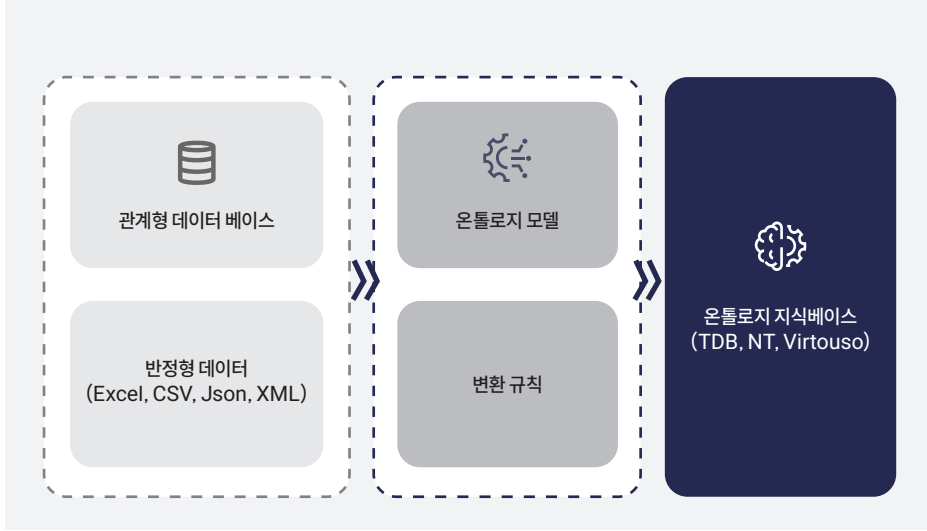 관계형 데이터 베이스
반정형 데이터
(Excel, CSV, Json, XML)
온톨로지 모델
변환 규칙
온톨로지 지식베이스
(TDB, NT, Virtouso)